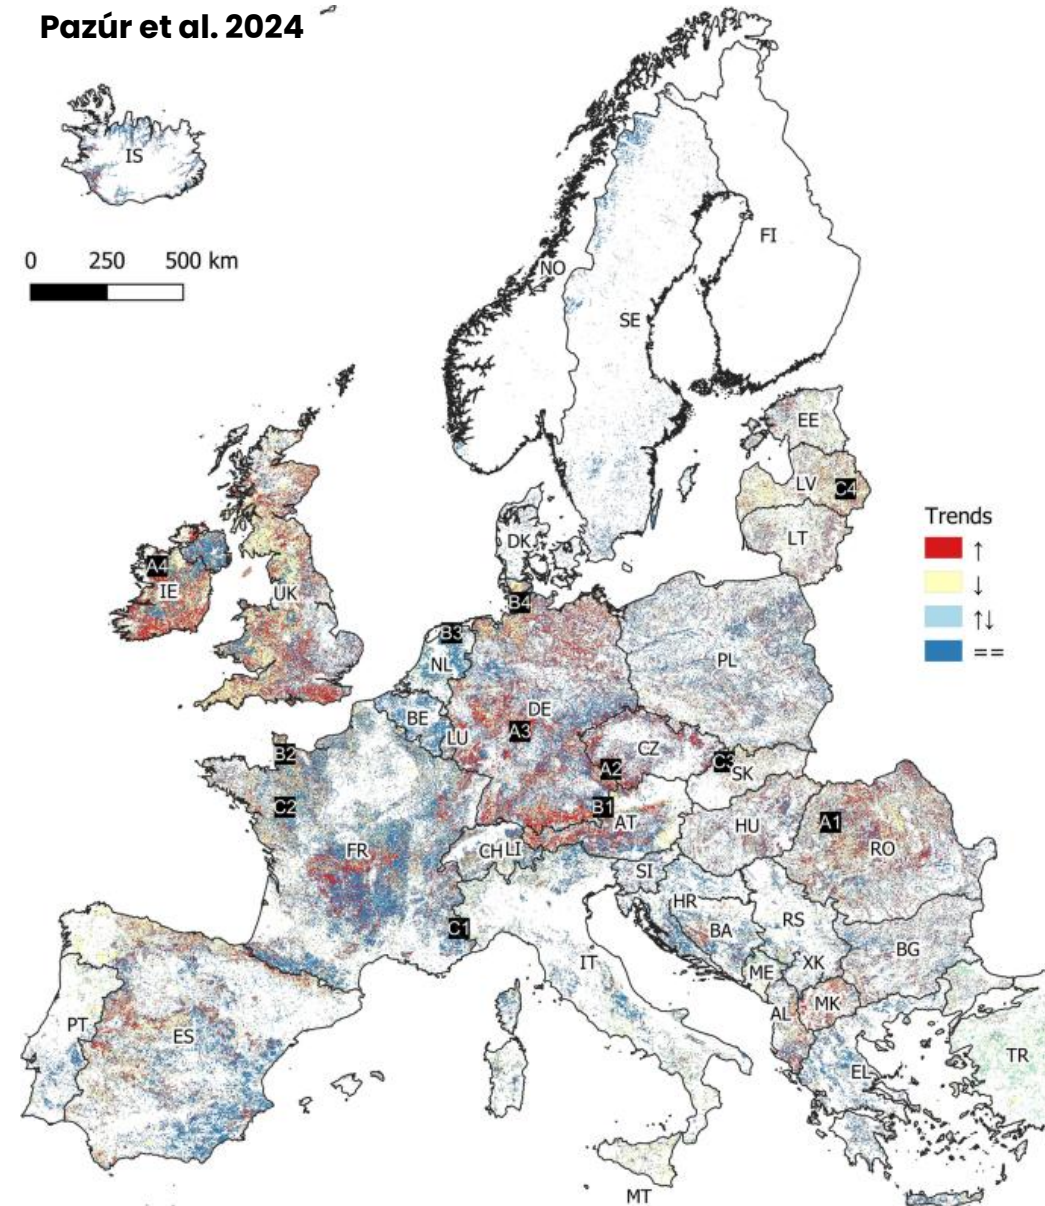 Pazúr et al. 2024
IS
0 250 500 km
FI
NO
SE
EE
LV
C4
LT
DK
Trends
↑
↓
↑↓
==
A4
IE
UK
B4
B3
NL
PL
DE
BE
LU
A3
CZ
B2
C3
SK
A2
C2
B1
AT
HU
A1
RO
FR
CH
LI
SI
HR
RS
BA
C1
BG
IT
ME
XK
AL
MK
PT
ES
EL
TR
MT